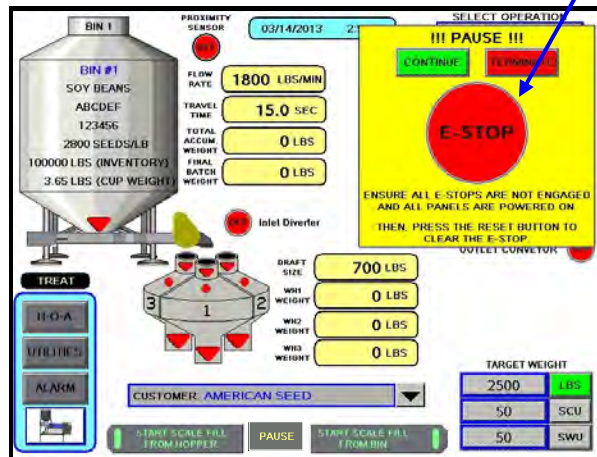 BIN 1
PROXIMITY
SENSOR
OFF
03/14/2013
SELECT OPERATION
!!! PAUSE !!!
CONTINUE
TERMINATE
E-STOP
ENSURE ALL E-STOPS ARE NOT ENGAGED
AND ALL PANELS ARE POWERED ON
THEN, PRESS THE RESET BUTTON TO
CLEAR THE E-STOP.
OUTLET CONVEYOR
BIN #1
SOY BEANS
ABCDEF
123456
2800 SEEDS/LB
100000 LBS (INVENTORY)
3.65 LBS (CUP WEIGHT)
FLOW
RATE
1800 LBS/MIN
TRAVEL
TIME
15.0 SEC
TOTAL
ACCUM.
WEIGHT
0 LBS
FINAL
BATCH
WEIGHT
0 LBS
OFF
Inlet Diverter
3
1
2
DRAFT
SIZE
700 LBS
WH1
WEIGHT
0 LBS
WH2
WEIGHT
0 LBS
WH3
WEIGHT
0 LBS
TREAT
H-O-A
UTILITIES
ALARM
CUSTOMER: AMERICAN SEED
START SCALE FILL
FROM HOPPER
PAUSE
START SCALE FILL
FROM BIN
TARGET WEIGHT
2500 LBS
50 SCU
50 SWU